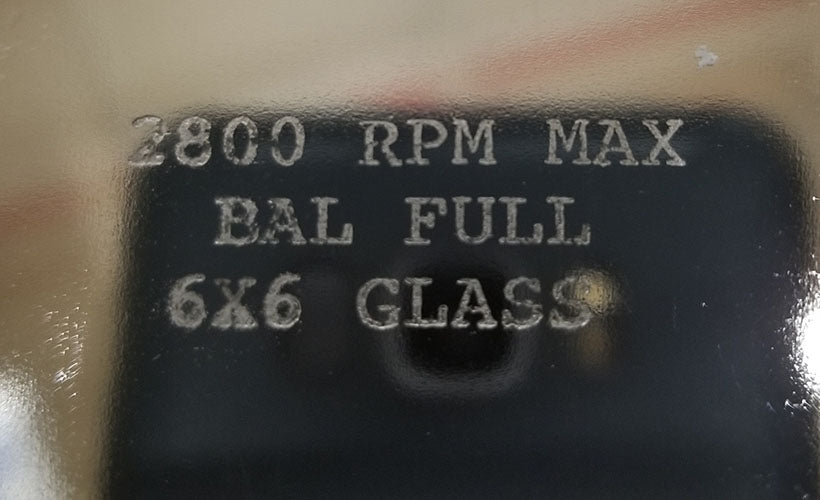 2800 RPM MAX
BAL FULL
6X6 GLASS